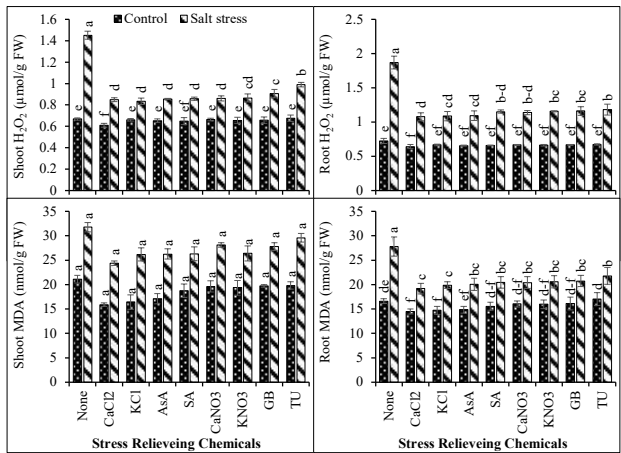 Control Salt stress
Shoot H2O2 (µmol/g FW)
1.6
1.4
1.2
1
0.8
0.6
0.4
0.2
0
e a
f d
e d
e d
ef d
e d
e cd
e c
e b
Root H2O2 (µmol/g FW)
2.5
2
1.5
1
0.5
0
e a
f d
ef cd
ef cd
ef b-d
ef b-d
ef bc
ef bc
ef b
Shoot MDA (nmol/g FW)
35
30
25
20
15
10
5
0
a a
a a
a a
a a
a a
a a
a a
a a
a a
None
CaCl2
KCl
AsA
SA
CaNO3
KNO3
GB
TU
Stress Relieveing Chemicals
Root MDA (nmol/g FW)
35
30
25
20
15
10
5
0
de a
f c
f c
ef bc
d-f bc
d-f bc
d-f bc
d-f bc
d b
None
CaCl2
KCl
AsA
SA
CaNO3
KNO3
GB
TU
Stress Relieveing Chemicals